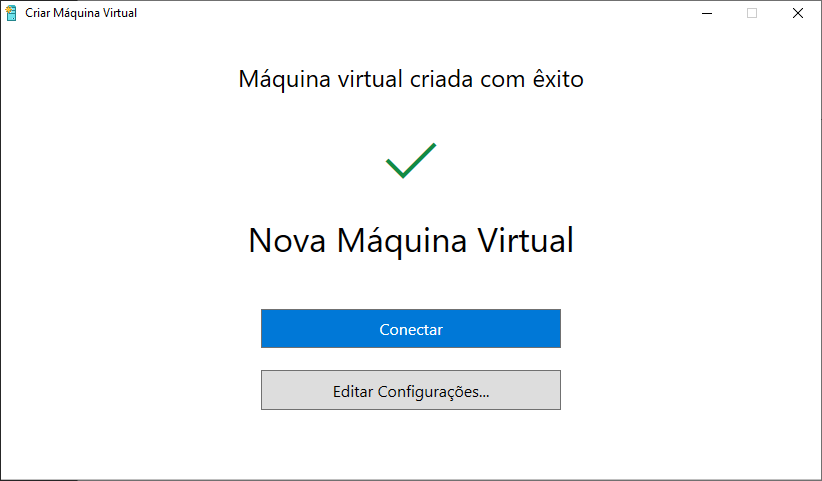 Criar Máquina Virtual
Máquina virtual criada com êxito
Nova Máquina Virtual
Conectar
Editar Configurações...